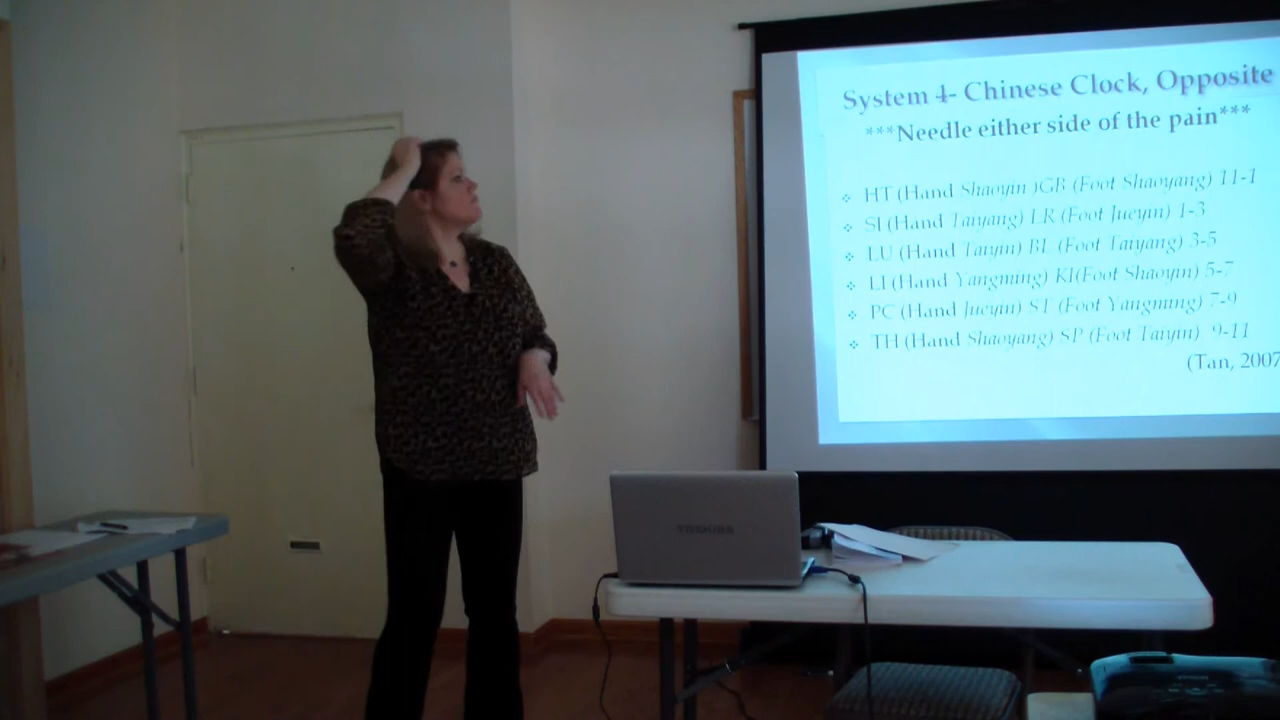 System 4- Chinese Clock, Opposite
***Needle either side of the pain***
❖ HT (Hand Shaoyin )GB (Foot Shaoyang) 11-1
❖ SI (Hand Taiyang) LR (Foot Jueyin) 1-3
❖ LU (Hand Taiyin) BL (Foot Taiyang) 3-5
❖ LI (Hand Yangming) KI(Foot Shaoyin) 5-7
❖ PC (Hand Jueyin) ST (Foot Yangming) 7-9
❖ TH (Hand Shaoyang) SP (Foot Taiyin) 9-11
(Tan, 2007
TOSHIBA